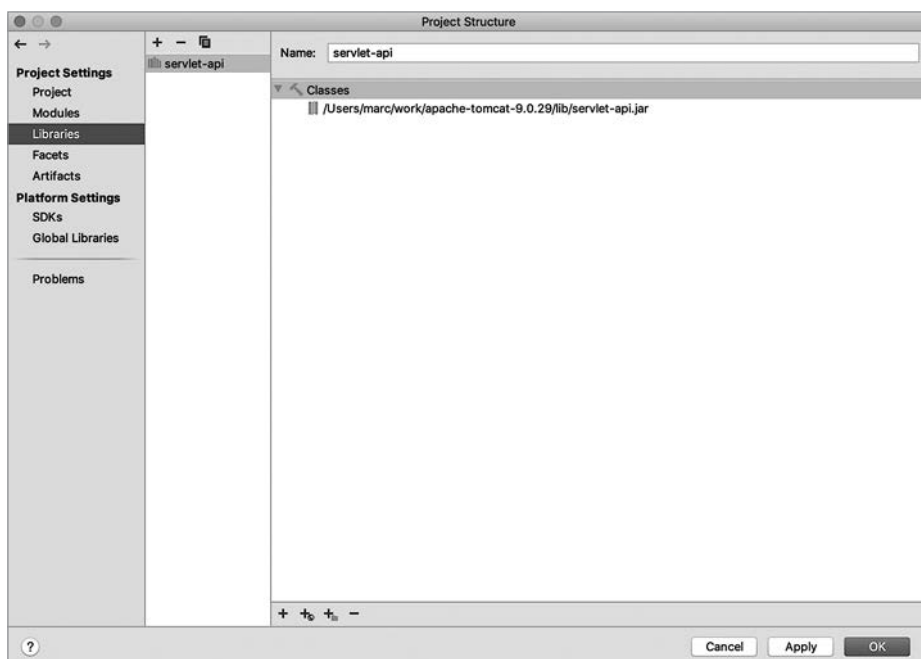 Project Structure
Project Settings
Project
Modules
Libraries
Facets
Artifacts
Platform Settings
SDKs
Global Libraries
Problems
servlet-api
Name: servlet-api
Classes
/Users/marc/work/apache-tomcat-9.0.29/lib/servlet-api.jar
?
Cancel Apply OK